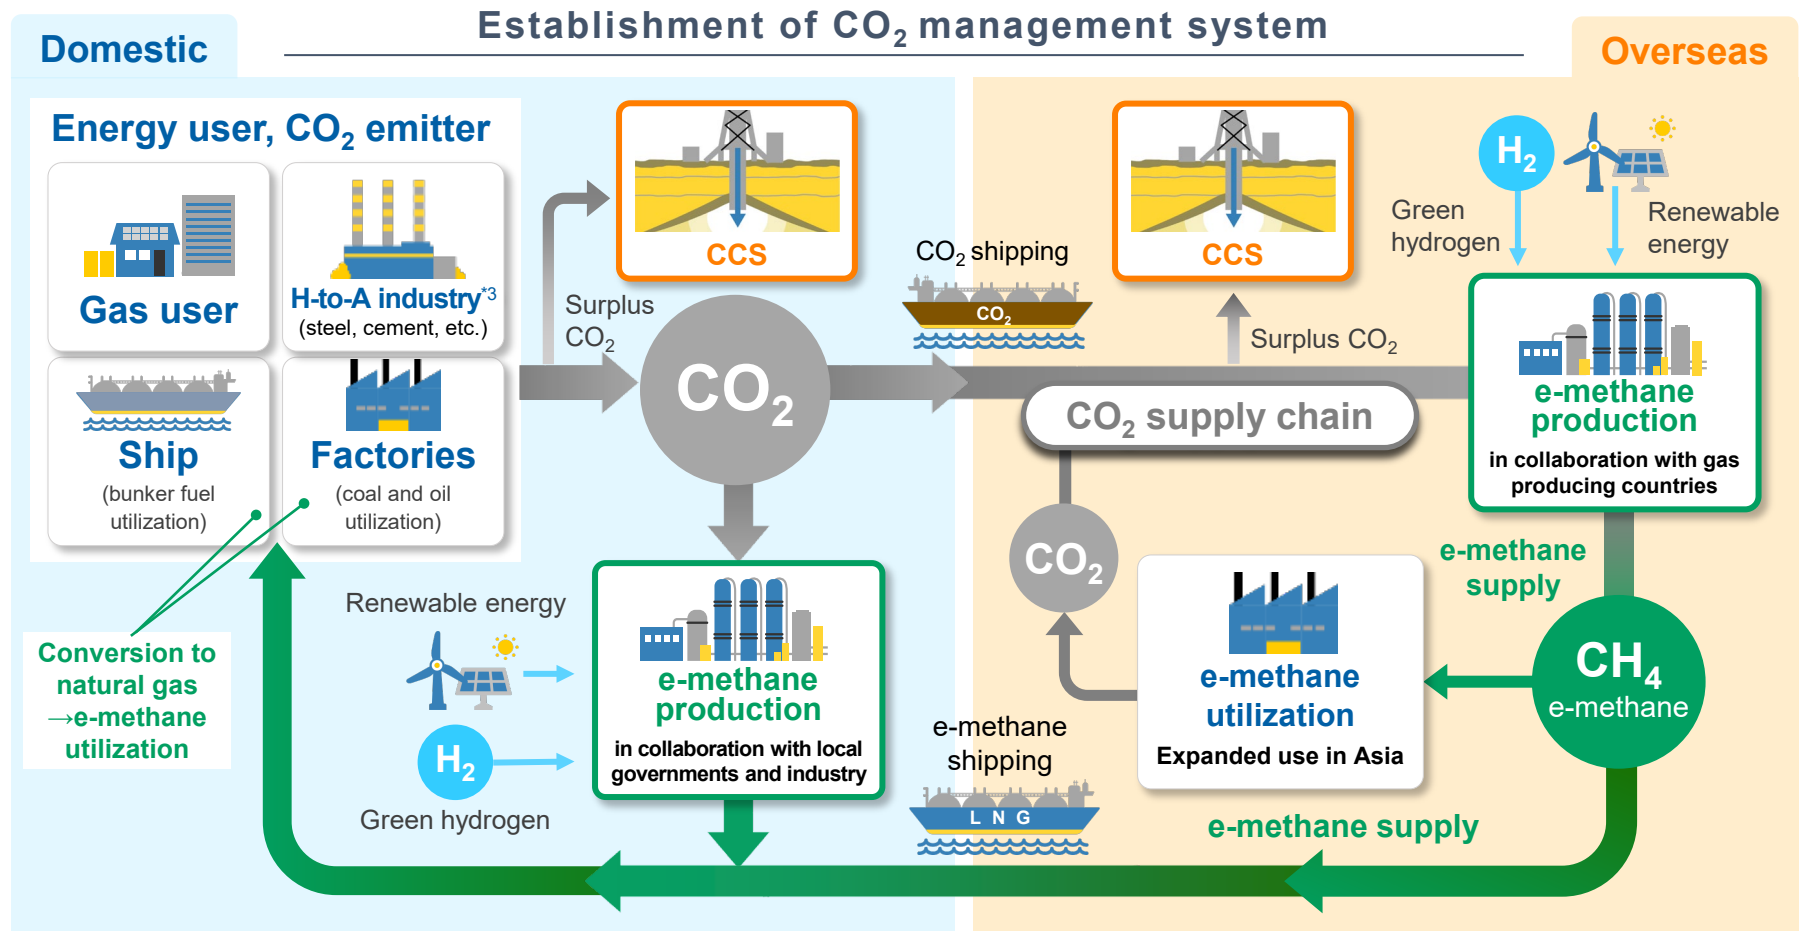 Establishment of CO2 management system
Domestic
Overseas
Energy user, CO2 emitter
Gas user
H-to-A industry*3
(steel, cement, etc.)
Ship
(bunker fuel
utilization)
Factories
(coal and oil
utilization)
Conversion to
natural gas
→e-methane
utilization
CCS
Surplus
CO2
CO2
Renewable energy
H2
Green hydrogen
e-methane
production
in collaboration with local
governments and industry
CO2 shipping
CO2
e-methane
shipping
L N G
CCS
Surplus CO2
CO2 supply chain
CO2
H2
Green
hydrogen
Renewable
energy
e-methane
production
in collaboration with gas
producing countries
e-methane
supply
CH4
e-methane
e-methane
utilization
Expanded use in Asia
e-methane supply